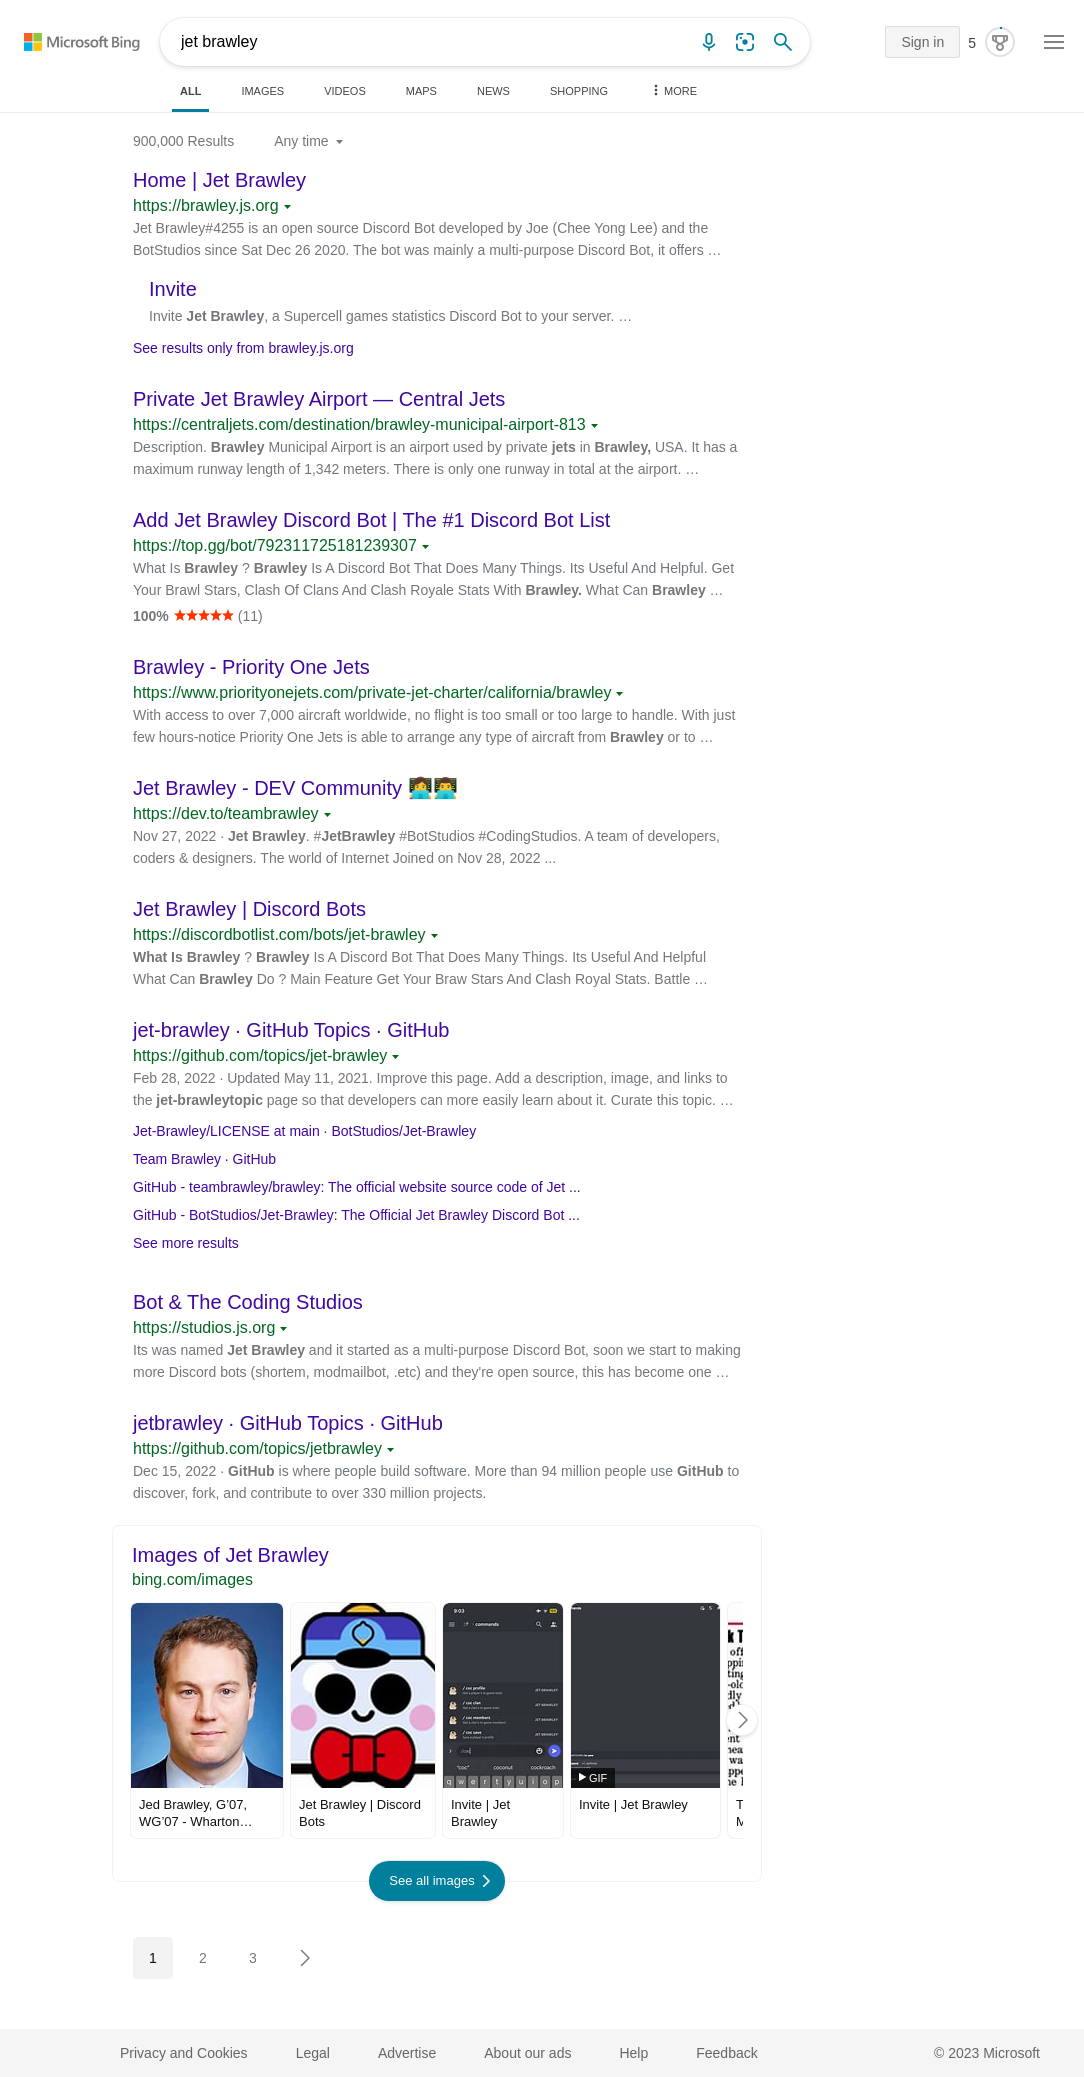 Microsoft Bing
jet brawley
Sign in
5
ALL
IMAGES
VIDEOS
MAPS
NEWS
SHOPPING
MORE
900,000 Results
Any time
Home | Jet Brawley
https://brawley.js.org
Jet Brawley#4255 is an open source Discord Bot developed by Joe (Chee Yong Lee) and the
BotStudios since Sat Dec 26 2020. The bot was mainly a multi-purpose Discord Bot, it offers …
Invite
Invite Jet Brawley, a Supercell games statistics Discord Bot to your server. …
See results only from brawley.js.org
Private Jet Brawley Airport — Central Jets
https://centraljets.com/destination/brawley-municipal-airport-813
Description. Brawley Municipal Airport is an airport used by private jets in Brawley, USA. It has a
maximum runway length of 1,342 meters. There is only one runway in total at the airport. …
Add Jet Brawley Discord Bot | The #1 Discord Bot List
https://top.gg/bot/792311725181239307
What Is Brawley ? Brawley Is A Discord Bot That Does Many Things. Its Useful And Helpful. Get
Your Brawl Stars, Clash Of Clans And Clash Royale Stats With Brawley. What Can Brawley …
100% ★★★★★ (11)
Brawley - Priority One Jets
https://www.priorityonejets.com/private-jet-charter/california/brawley
With access to over 7,000 aircraft worldwide, no flight is too small or too large to handle. With just
few hours-notice Priority One Jets is able to arrange any type of aircraft from Brawley or to …
Jet Brawley - DEV Community 👩‍💻👨‍💻
https://dev.to/teambrawley
Nov 27, 2022 · Jet Brawley. #JetBrawley #BotStudios #CodingStudios. A team of developers,
coders & designers. The world of Internet Joined on Nov 28, 2022 ...
Jet Brawley | Discord Bots
https://discordbotlist.com/bots/jet-brawley
What Is Brawley ? Brawley Is A Discord Bot That Does Many Things. Its Useful And Helpful
What Can Brawley Do ? Main Feature Get Your Braw Stars And Clash Royal Stats. Battle …
jet-brawley · GitHub Topics · GitHub
https://github.com/topics/jet-brawley
Feb 28, 2022 · Updated May 11, 2021. Improve this page. Add a description, image, and links to
the jet-brawleytopic page so that developers can more easily learn about it. Curate this topic. …
Jet-Brawley/LICENSE at main · BotStudios/Jet-Brawley
Team Brawley · GitHub
GitHub - teambrawley/brawley: The official website source code of Jet ...
GitHub - BotStudios/Jet-Brawley: The Official Jet Brawley Discord Bot ...
See more results
Bot & The Coding Studios
https://studios.js.org
Its was named Jet Brawley and it started as a multi-purpose Discord Bot, soon we start to making
more Discord bots (shortem, modmailbot, .etc) and they're open source, this has become one …
jetbrawley · GitHub Topics · GitHub
https://github.com/topics/jetbrawley
Dec 15, 2022 · GitHub is where people build software. More than 94 million people use GitHub to
discover, fork, and contribute to over 330 million projects.
Images of Jet Brawley
bing.com/images
9:03
commands
/ coc profile
JET BRAWLEY
/ coc clan
JET BRAWLEY
/ coc members
JET BRAWLEY
/ coc save
JET BRAWLEY
"coc" coconut cockroach
q w e r t y u i o p
GIF
Jed Brawley, G'07,
WG'07 - Wharton…
Jet Brawley | Discord
Bots
Invite | Jet
Brawley
Invite | Jet Brawley
See all images
1
2
3
Privacy and Cookies
Legal
Advertise
About our ads
Help
Feedback
© 2023 Microsoft